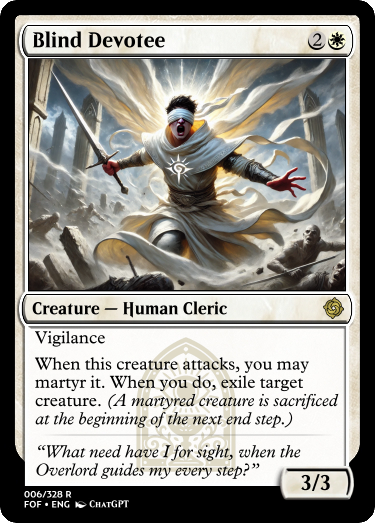 Blind Devotee 2
Creature — Human Cleric
Vigilance
When this creature attacks, you may
martyr it. When you do, exile target
creature. (A martyred creature is sacrificed
at the beginning of the next end step.)
“What need have I for sight, when the
Overlord guides my every step?”
3/3
006/328 R
FOF • ENG ChatGPT